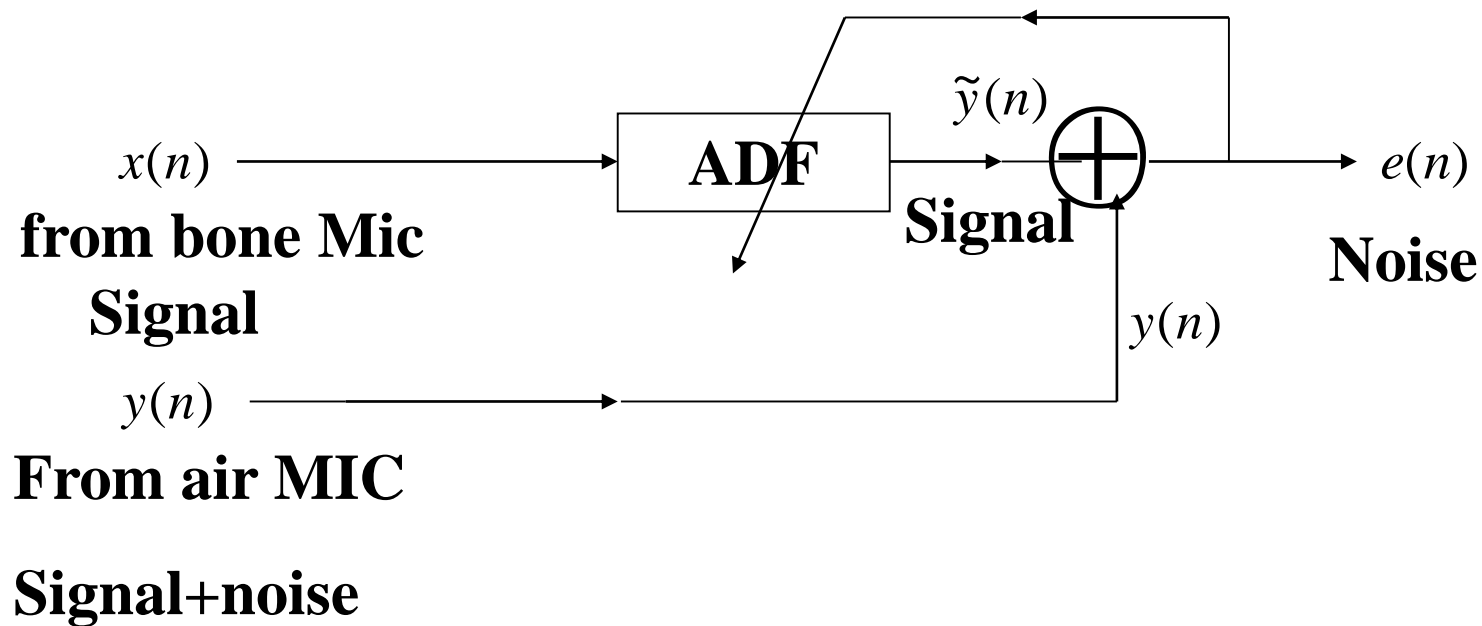 ỹ(n)
x(n)
ADF
e(n)
from bone Mic
Signal
Signal
Noise
y(n)
y(n)
From air MIC
Signal+noise